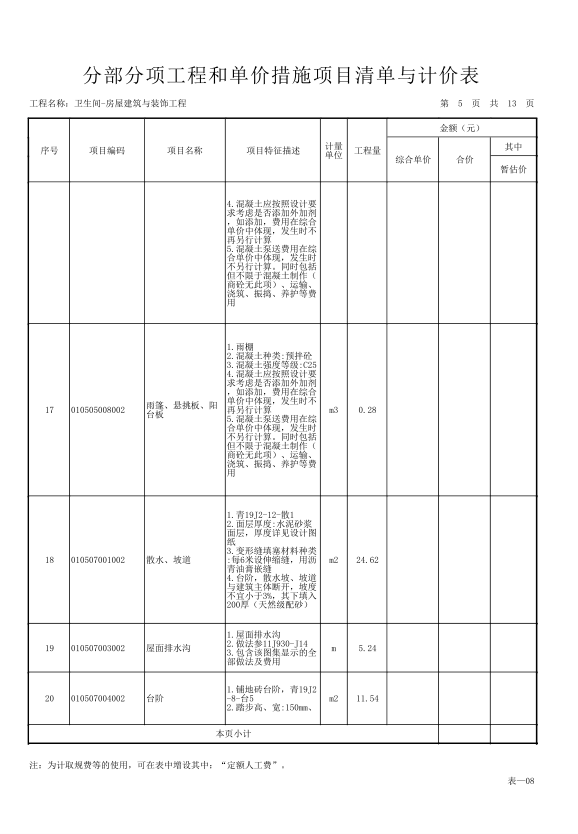 分部分项工程和单价措施项目清单与计价表
工程名称：卫生间-房屋建筑与装饰工程
第 5 页 共 13 页
序号
项目编码
项目名称
项目特征描述
计量
单位
工程量
金额（元）
综合单价
合价
其中
暂估价
4.混凝土应按照设计要
求考虑是否添加外加剂
，如添加，费用在综合
单价中体现，发生时不
再另行计算
5.混凝土泵送费用在综
合单价中体现，发生时
不另行计算。同时包括
但不限于混凝土制作（
商砼无此项）、运输、
浇筑、振捣、养护等费
用
17
010505008002
雨篷、悬挑板、阳
台板
1.雨棚
2.混凝土种类:预拌砼
3.混凝土强度等级:C25
4.混凝土应按照设计要
求考虑是否添加外加剂
，如添加，费用在综合
单价中体现，发生时不
再另行计算
5.混凝土泵送费用在综
合单价中体现，发生时
不另行计算。同时包括
但不限于混凝土制作（
商砼无此项）、运输、
浇筑、振捣、养护等费
用
m3
0.28
18
010507001002
散水、坡道
1.青19J2-12-散1
2.面层厚度:水泥砂浆
面层，厚度详见设计图
纸
3.变形缝填塞材料种类
:每6米设伸缩缝，用沥
青油膏嵌缝
4.台阶，散水坡、坡道
与建筑主体断开，坡度
不宜小于3%，其下填入
200厚（天然级配砂）
m2
24.62
19
010507003002
屋面排水沟
1.屋面排水沟
2.做法参11J930-J14
3.包含该图集显示的全
部做法及费用
m
5.24
20
010507004002
台阶
1.铺地砖台阶，青19J2
-8-台5
2.踏步高、宽:150mm、
m2
11.54
本页小计
注：为计取规费等的使用，可在表中增设其中：“定额人工费”。
表—08